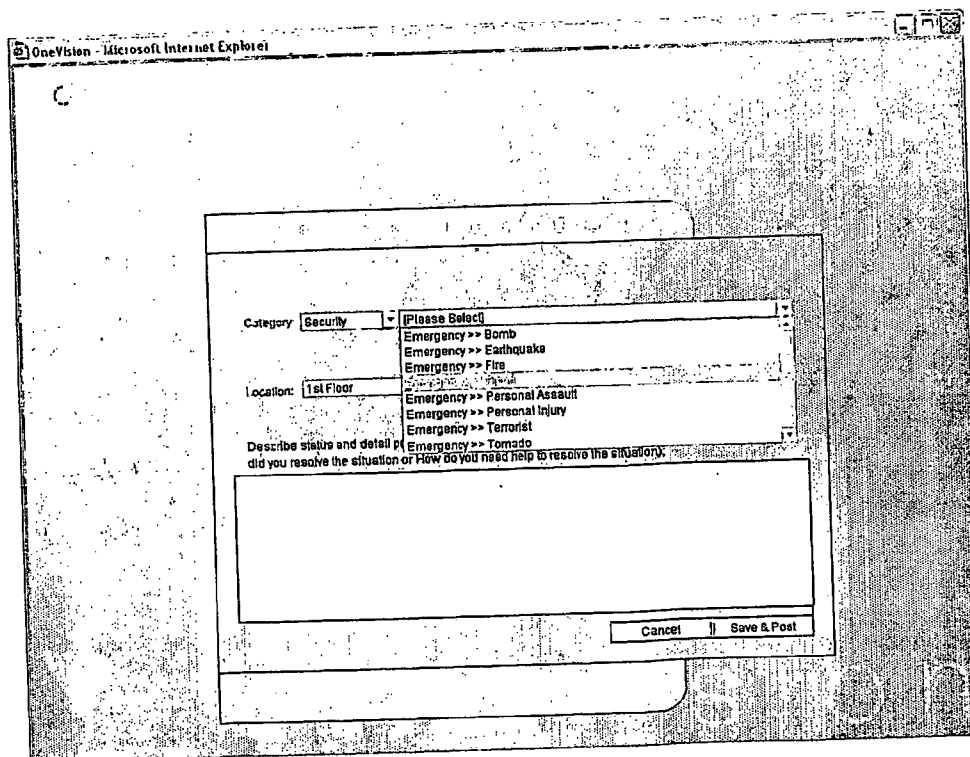 OneVision - Microsoft Internet Explorer
Category: Security [Please Select]
Emergency >> Bomb
Emergency >> Earthquake
Emergency >> Fire
Location: 1st Floor
Emergency >> Personal Assault
Emergency >> Personal Injury
Emergency >> Terrorist
Emergency >> Tornado
Describe status and detail
did you resolve the situation or How do you need help to resolve the situation):
Cancel Save & Post